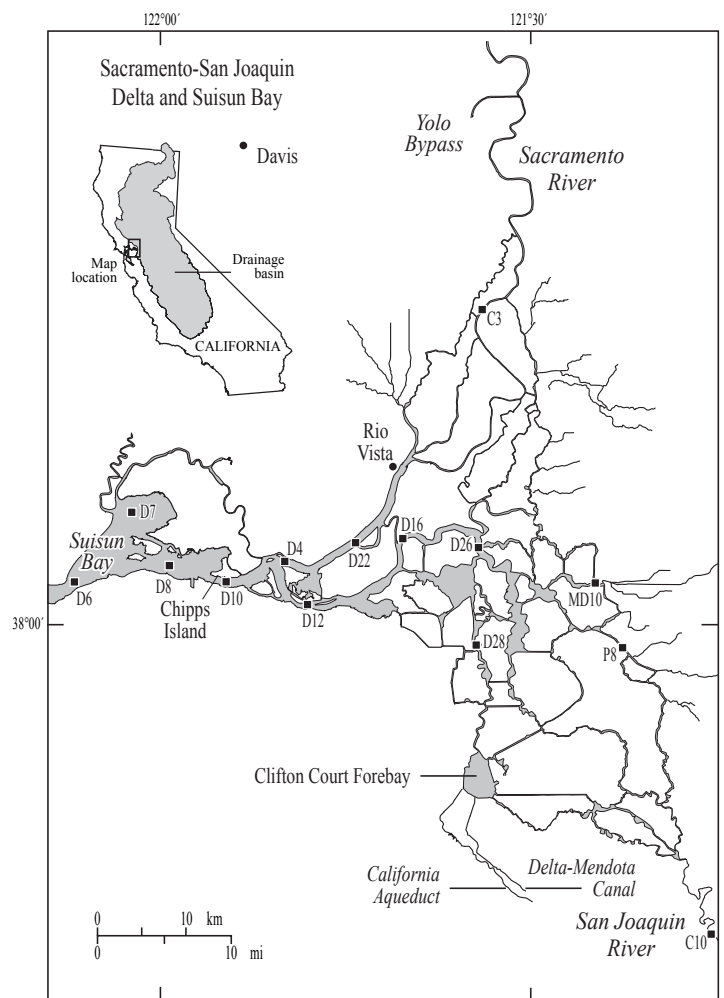 122°00′
121°30′
Sacramento-San Joaquin
Delta and Suisun Bay
Davis
Yolo
Bypass
Sacramento
River
Map
location
Drainage
basin
CALIFORNIA
C3
Rio
Vista
D7
D16
D4
D22
D26
Suisun
Bay
D6
D8
D10
Chipps
Island
D12
MD10
38°00′
D28
P8
Clifton Court Forebay
California
Aqueduct
Delta-Mendota
Canal
San Joaquin
River
C10
0 10 km
0 10 mi